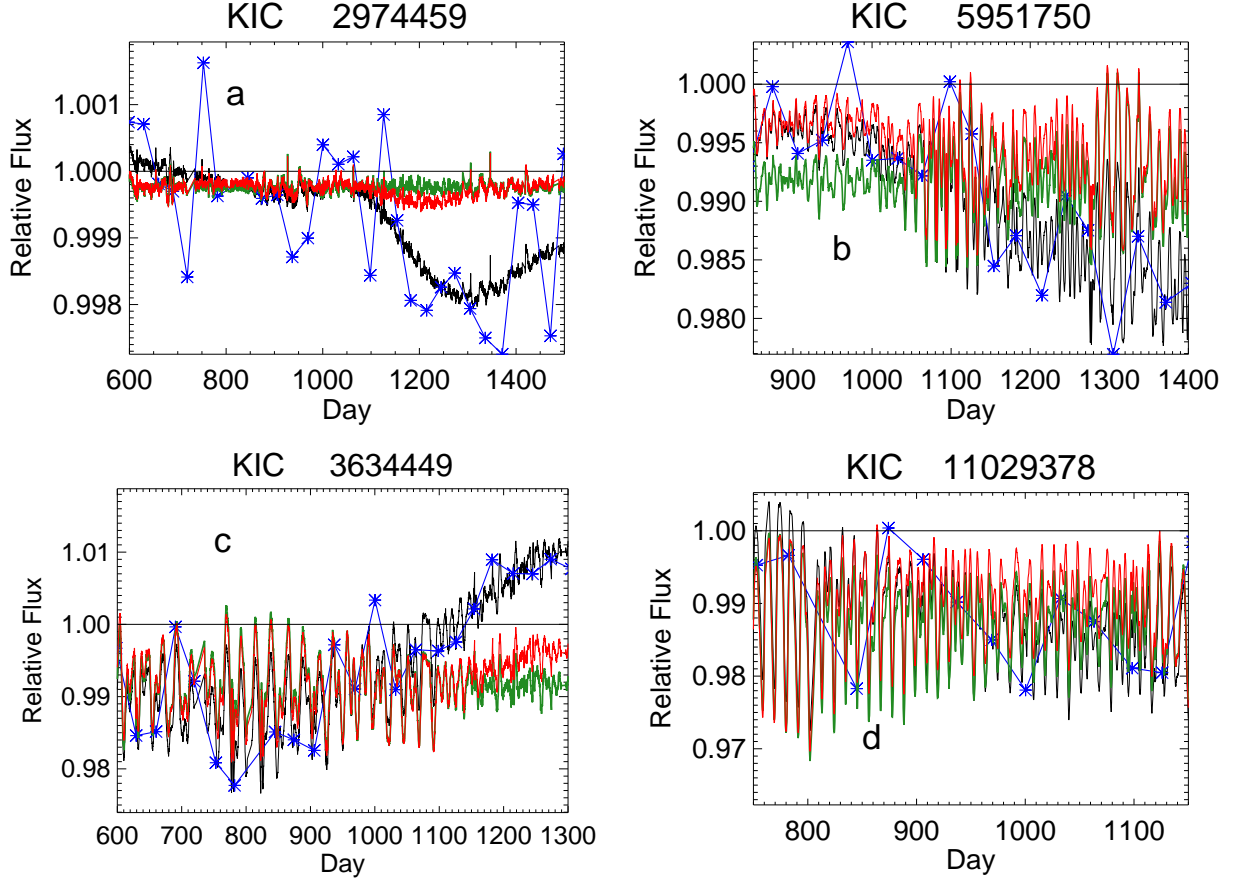 KIC 2974459
a
Relative Flux
1.001
1.000
0.999
0.998
600 800 1000 1200 1400
Day
KIC 5951750
b
Relative Flux
1.000
0.995
0.990
0.985
0.980
900 1000 1100 1200 1300 1400
Day
KIC 3634449
c
Relative Flux
1.01
1.00
0.99
0.98
600 700 800 900 1000 1100 1200 1300
Day
KIC 11029378
d
Relative Flux
1.00
0.99
0.98
0.97
800 900 1000 1100
Day